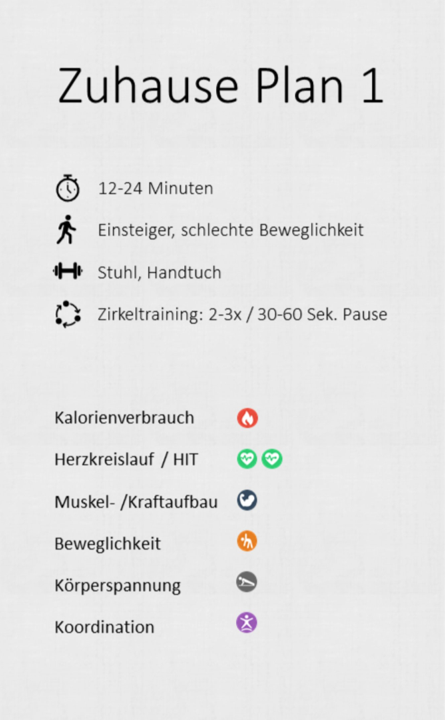 Zuhause Plan 1
12-24 Minuten
Einsteiger, schlechte Beweglichkeit
Stuhl, Handtuch
Zirkeltraining: 2-3x / 30-60 Sek. Pause
Kalorienverbrauch
Herzkreislauf / HIT
Muskel- /Kraftaufbau
Beweglichkeit
Körperspannung
Koordination